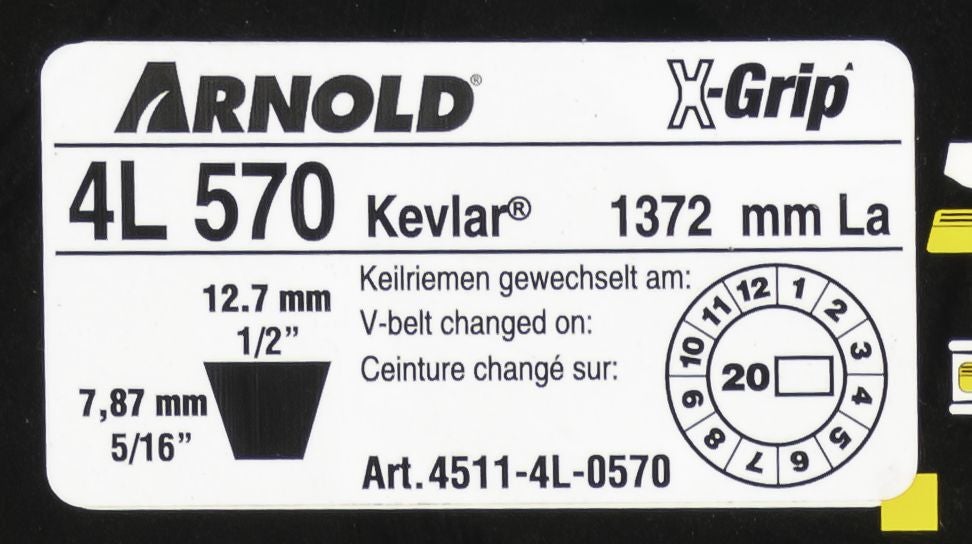 ARNOLD® X-Grip
4L 570 Kevlar® 1372 mm La
12.7 mm
1/2”
7,87 mm
5/16”
Keilriemen gewechselt am:
V-belt changed on:
Ceinture changé sur:
Art.4511-4L-0570
12 1 2 3 4 5 6 7 8 9 10 11
20